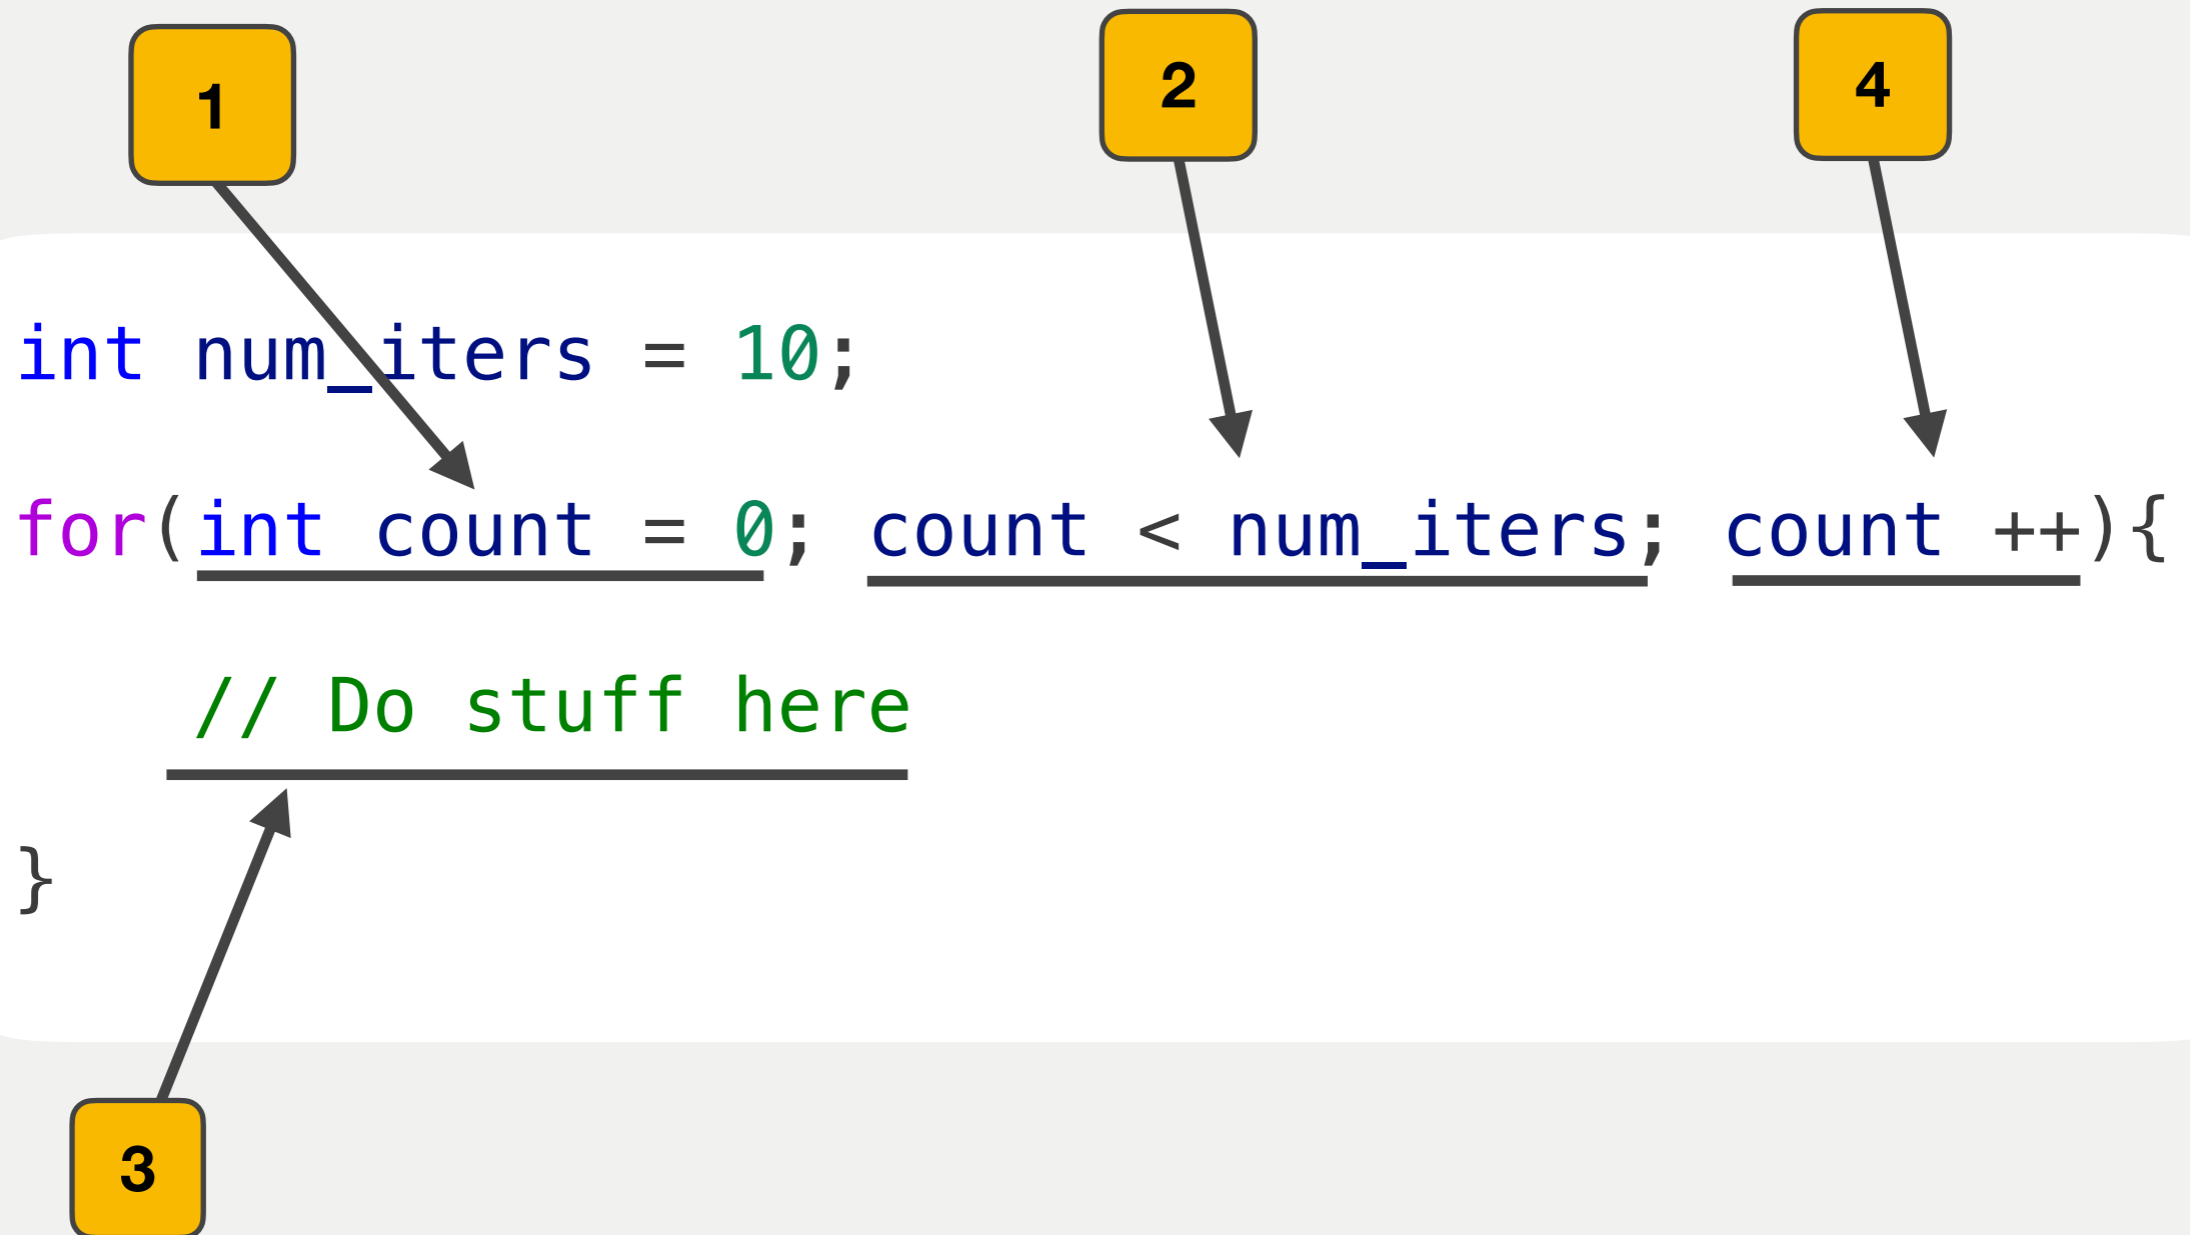 1 2 4
int num_iters = 10;
for(int count = 0; count < num_iters; count ++){
// Do stuff here
}
3